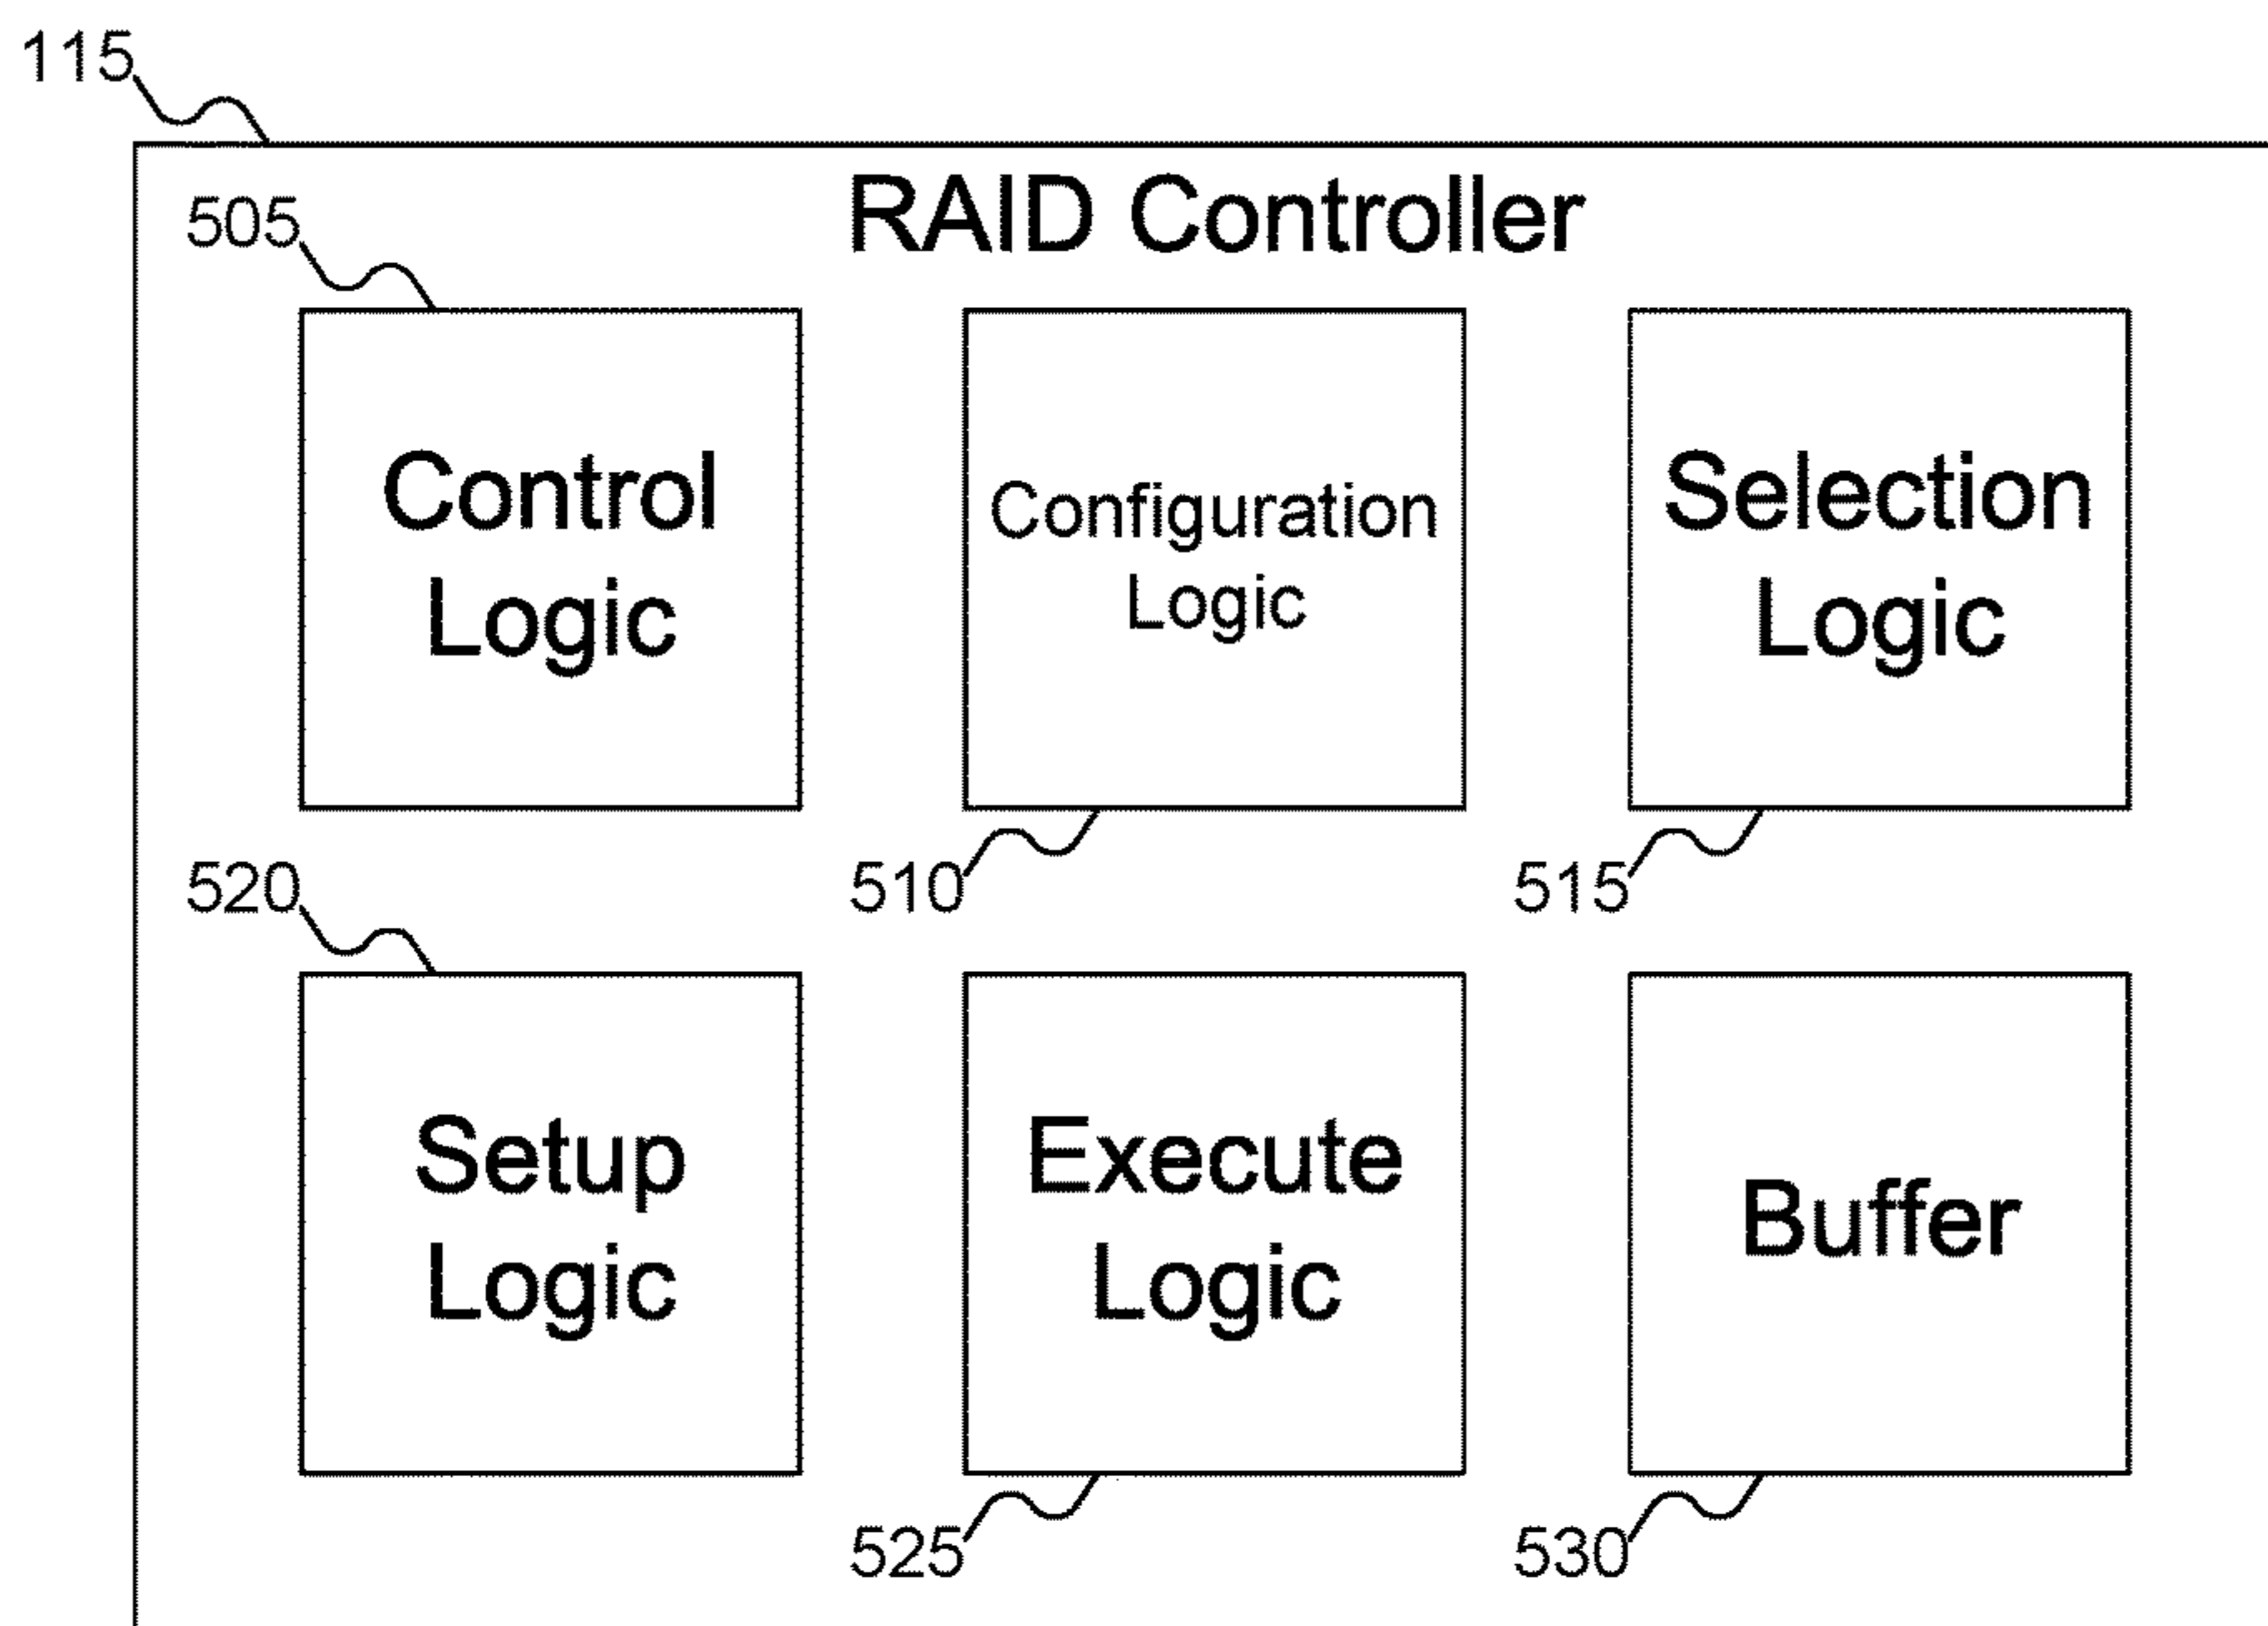 115
RAID Controller
505
Control
Logic
Configuration
Logic
Selection
Logic
510
515
520
Setup
Logic
Execute
Logic
Buffer
525
530